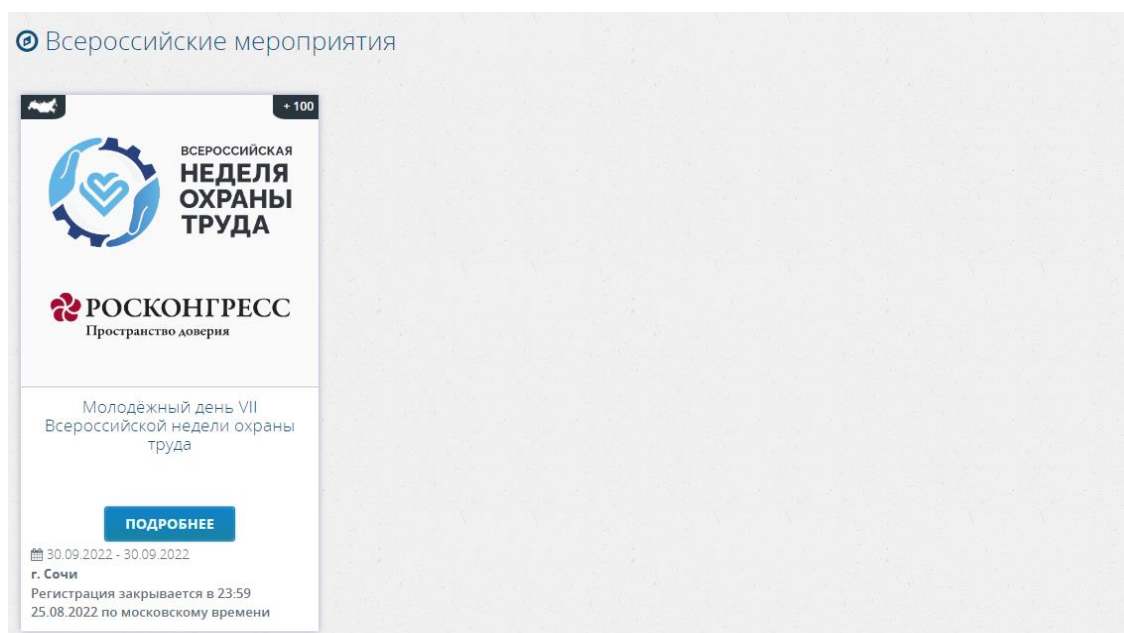 Всероссийские мероприятия
+ 100
ВСЕРОССИЙСКАЯ
НЕДЕЛЯ
ОХРАНЫ
ТРУДА
РОСКОНГРЕСС
Пространство доверия
Молодёжный день VII
Всероссийской недели охраны
труда
ПОДРОБНЕЕ
30.09.2022 - 30.09.2022
г. Сочи
Регистрация закрывается в 23:59
25.08.2022 по московскому времени